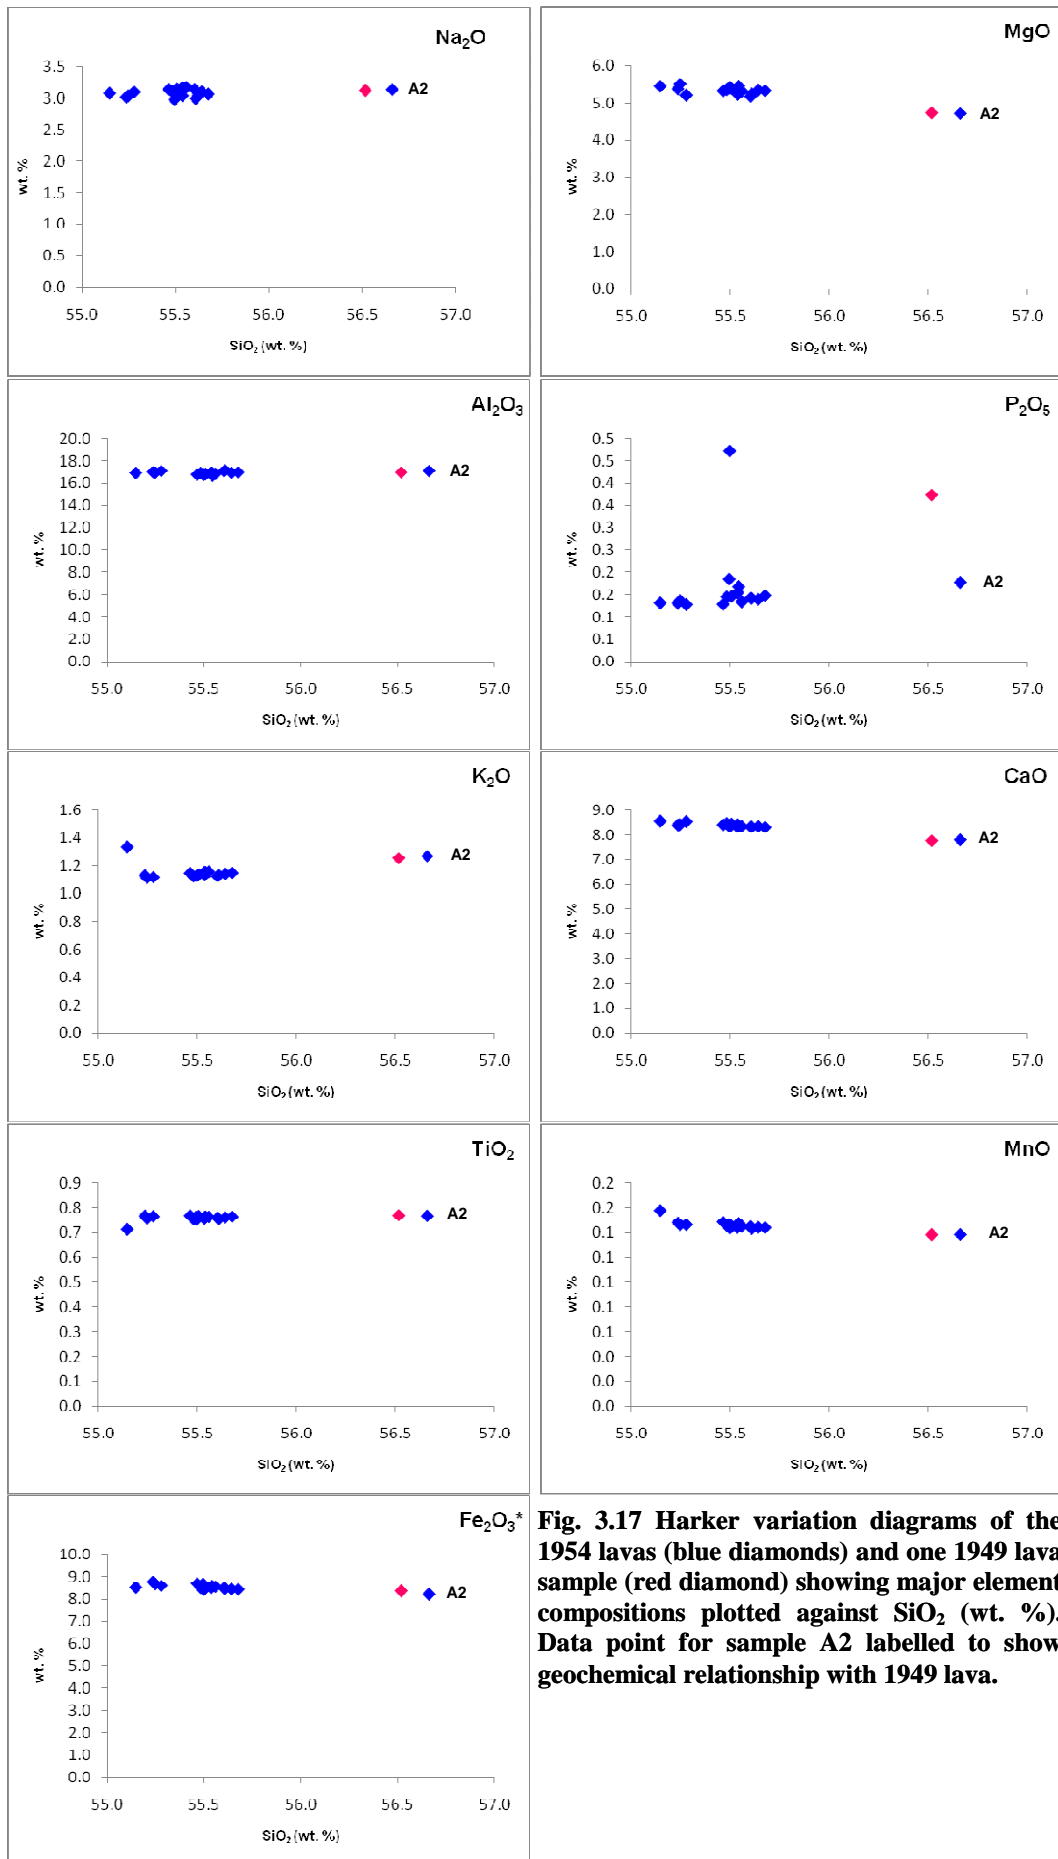 Na₂O
3.5
3.0
2.5
2.0
1.5
1.0
0.5
0.0
wt. %
A2
55.0 55.5 56.0 56.5 57.0
SiO₂ (wt. %)
MgO
6.0
5.0
4.0
3.0
2.0
1.0
0.0
wt. %
A2
55.0 55.5 56.0 56.5 57.0
SiO₂ (wt. %)
Al₂O₃
20.0
18.0
16.0
14.0
12.0
10.0
8.0
6.0
4.0
2.0
0.0
wt. %
A2
55.0 55.5 56.0 56.5 57.0
SiO₂ (wt. %)
P₂O₅
0.5
0.5
0.4
0.4
0.3
0.3
0.2
0.2
0.1
0.1
0.0
wt. %
A2
55.0 55.5 56.0 56.5 57.0
SiO₂ (wt. %)
K₂O
1.6
1.4
1.2
1.0
0.8
0.6
0.4
0.2
0.0
wt. %
A2
55.0 55.5 56.0 56.5 57.0
SiO₂ (wt. %)
CaO
9.0
8.0
7.0
6.0
5.0
4.0
3.0
2.0
1.0
0.0
wt. %
A2
55.0 55.5 56.0 56.5 57.0
SiO₂ (wt. %)
TiO₂
0.9
0.8
0.7
0.6
0.5
0.4
0.3
0.2
0.1
0.0
wt. %
A2
55.0 55.5 56.0 56.5 57.0
SiO₂ (wt. %)
MnO
0.2
0.2
0.1
0.1
0.1
0.1
0.1
0.0
0.0
0.0
wt. %
A2
55.0 55.5 56.0 56.5 57.0
SiO₂ (wt. %)
Fe₂O₃*
10.0
9.0
8.0
7.0
6.0
5.0
4.0
3.0
2.0
1.0
0.0
wt. %
A2
55.0 55.5 56.0 56.5 57.0
SiO₂ (wt. %)
Fig. 3.17 Harker variation diagrams of the
1954 lavas (blue diamonds) and one 1949 lava
sample (red diamond) showing major element
compositions plotted against SiO₂ (wt. %).
Data point for sample A2 labelled to show
geochemical relationship with 1949 lava.